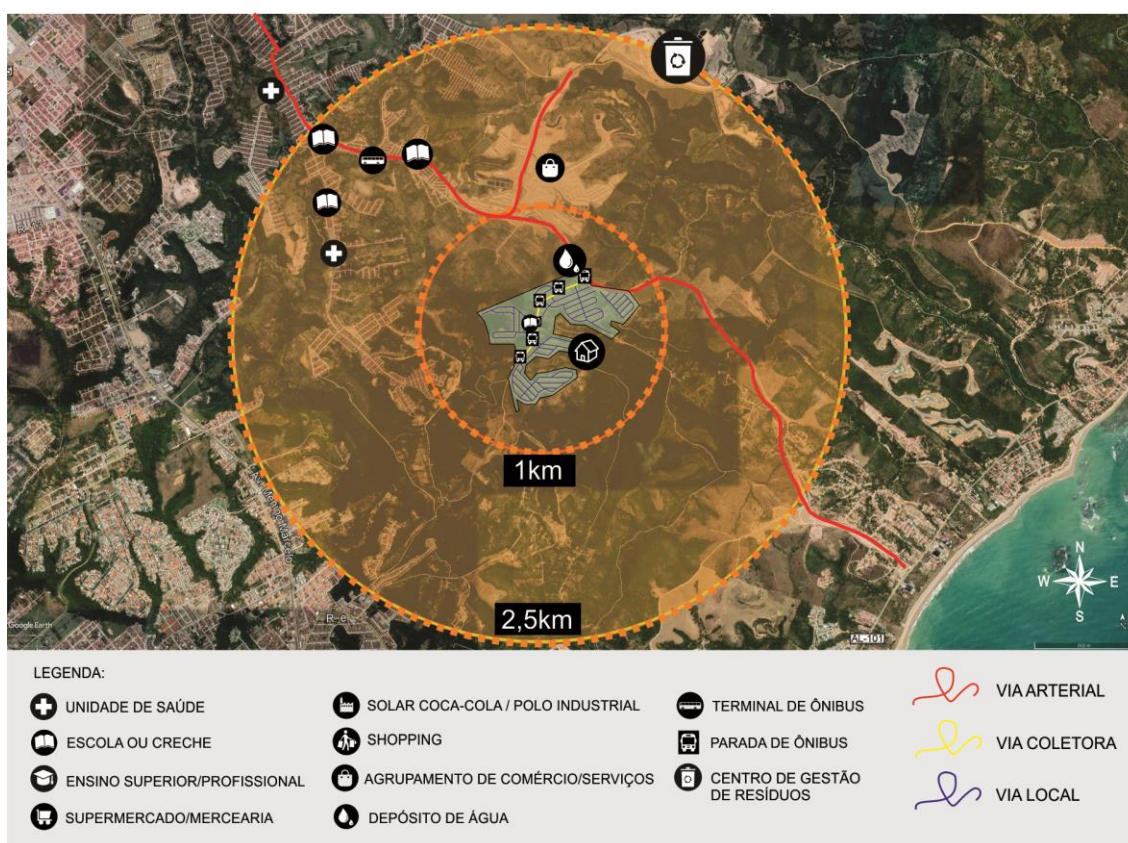 1km
2,5km
Google Earth
AL-101
N
W
E
S
LEGENDA:
UNIDADE DE SAÚDE
ESCOLA OU CRECHE
ENSINO SUPERIOR/PROFISSIONAL
SUPERMERCADO/MERCEARIA
SOLAR COCA-COLA / POLO INDUSTRIAL
SHOPPING
AGRUPAMENTO DE COMÉRCIO/SERVIÇOS
DEPÓSITO DE ÁGUA
TERMINAL DE ÔNIBUS
PARADA DE ÔNIBUS
CENTRO DE GESTÃO
DE RESÍDUOS
VIA ARTERIAL
VIA COLETORA
VIA LOCAL